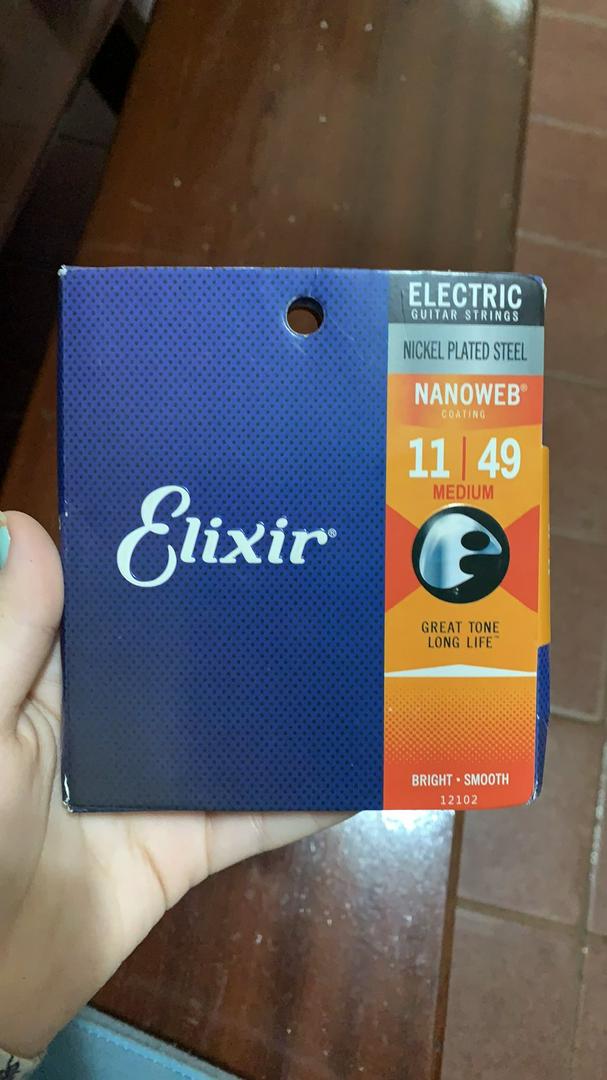 ELECTRIC
GUITAR STRINGS
NICKEL PLATED STEEL
NANOWEB®
COATING
11 | 49
MEDIUM
Elixir®
GREAT TONE
LONG LIFE™
BRIGHT • SMOOTH
12102